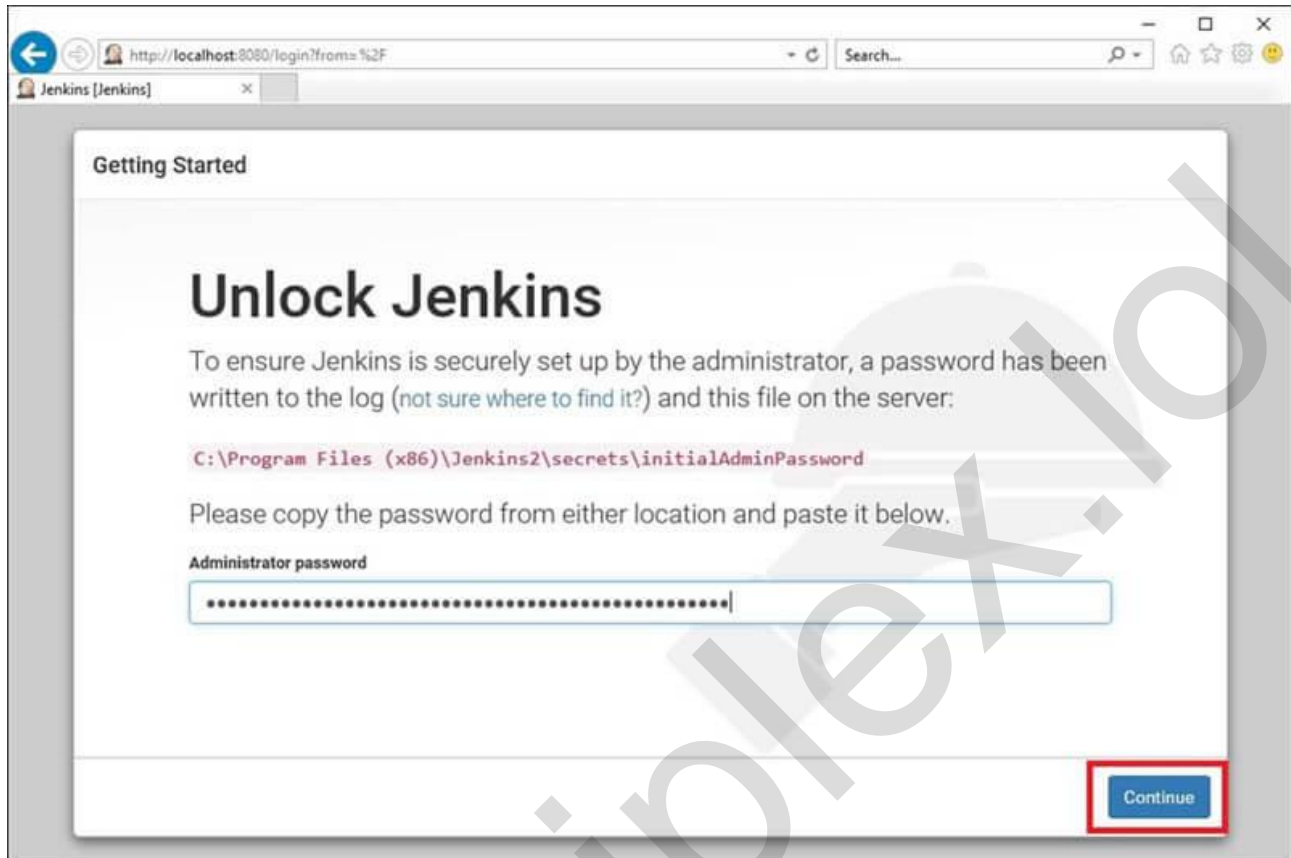 http://localhost:8080/login?from=%2F
Search...
Jenkins [Jenkins]
Getting Started
Unlock Jenkins
To ensure Jenkins is securely set up by the administrator, a password has been
written to the log (not sure where to find it?) and this file on the server:
C:\Program Files (x86)\Jenkins2\secrets\initialAdminPassword
Please copy the password from either location and paste it below.
Administrator password
Continue